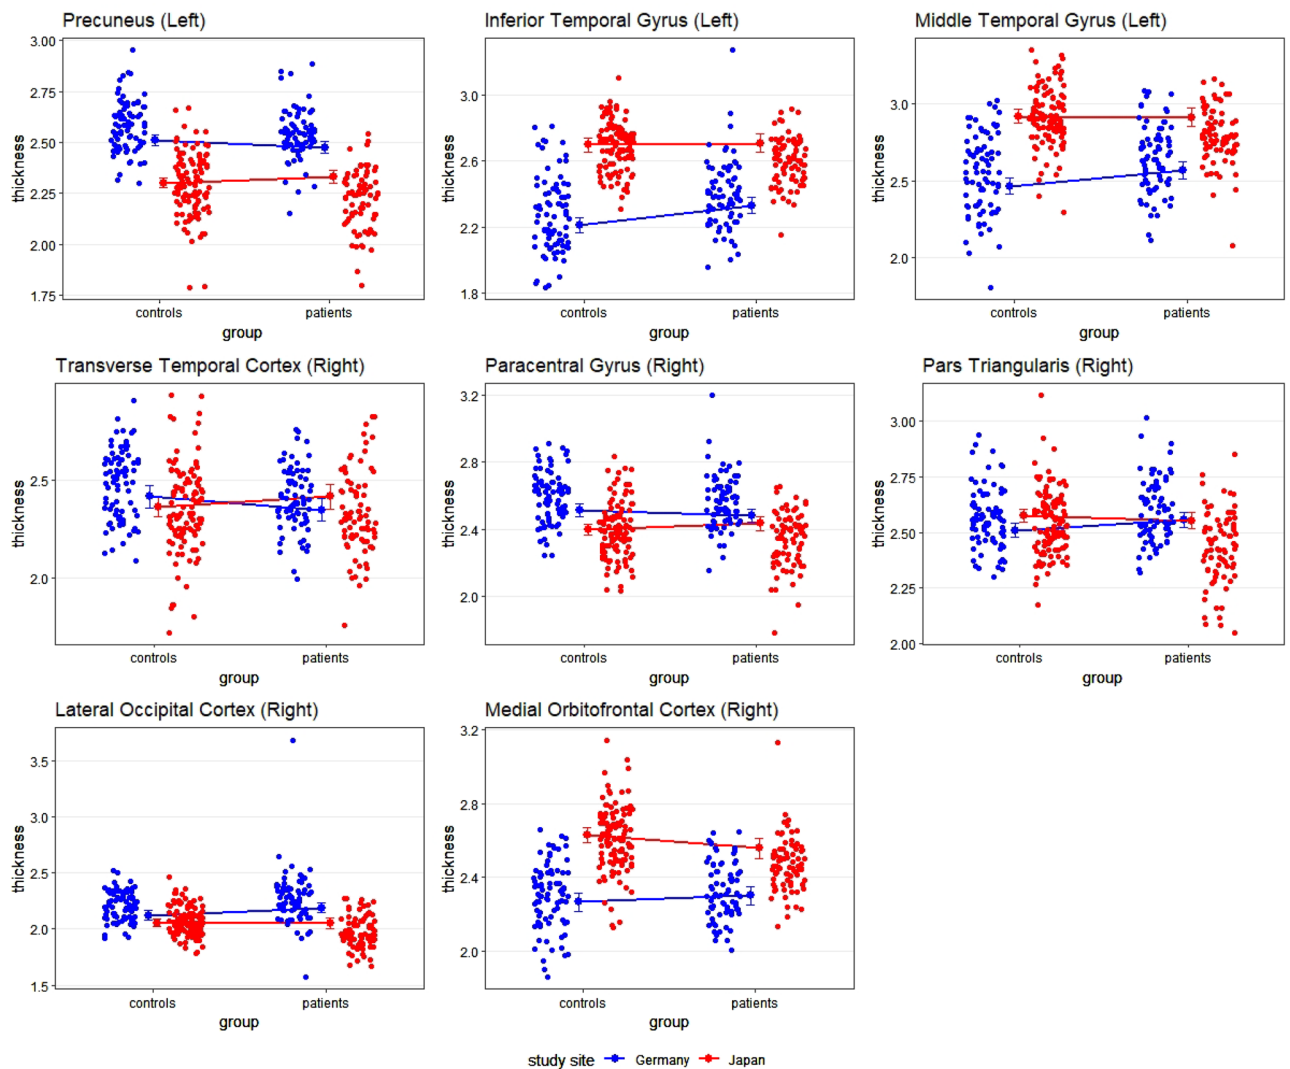 Precuneus (Left)
Inferior Temporal Gyrus (Left)
Middle Temporal Gyrus (Left)
thickness
3.00
2.75
2.50
2.25
2.00
1.75
controls
patients
group
thickness
3.0
2.6
2.2
1.8
controls
patients
group
thickness
3.0
2.5
2.0
controls
patients
group
Transverse Temporal Cortex (Right)
Paracentral Gyrus (Right)
Pars Triangularis (Right)
thickness
2.5
2.0
controls
patients
group
thickness
3.2
2.8
2.4
2.0
controls
patients
group
thickness
3.00
2.75
2.50
2.25
2.00
controls
patients
group
Lateral Occipital Cortex (Right)
Medial Orbitofrontal Cortex (Right)
thickness
3.5
3.0
2.5
2.0
1.5
controls
patients
group
thickness
3.2
2.8
2.4
2.0
controls
patients
group
study site Germany Japan